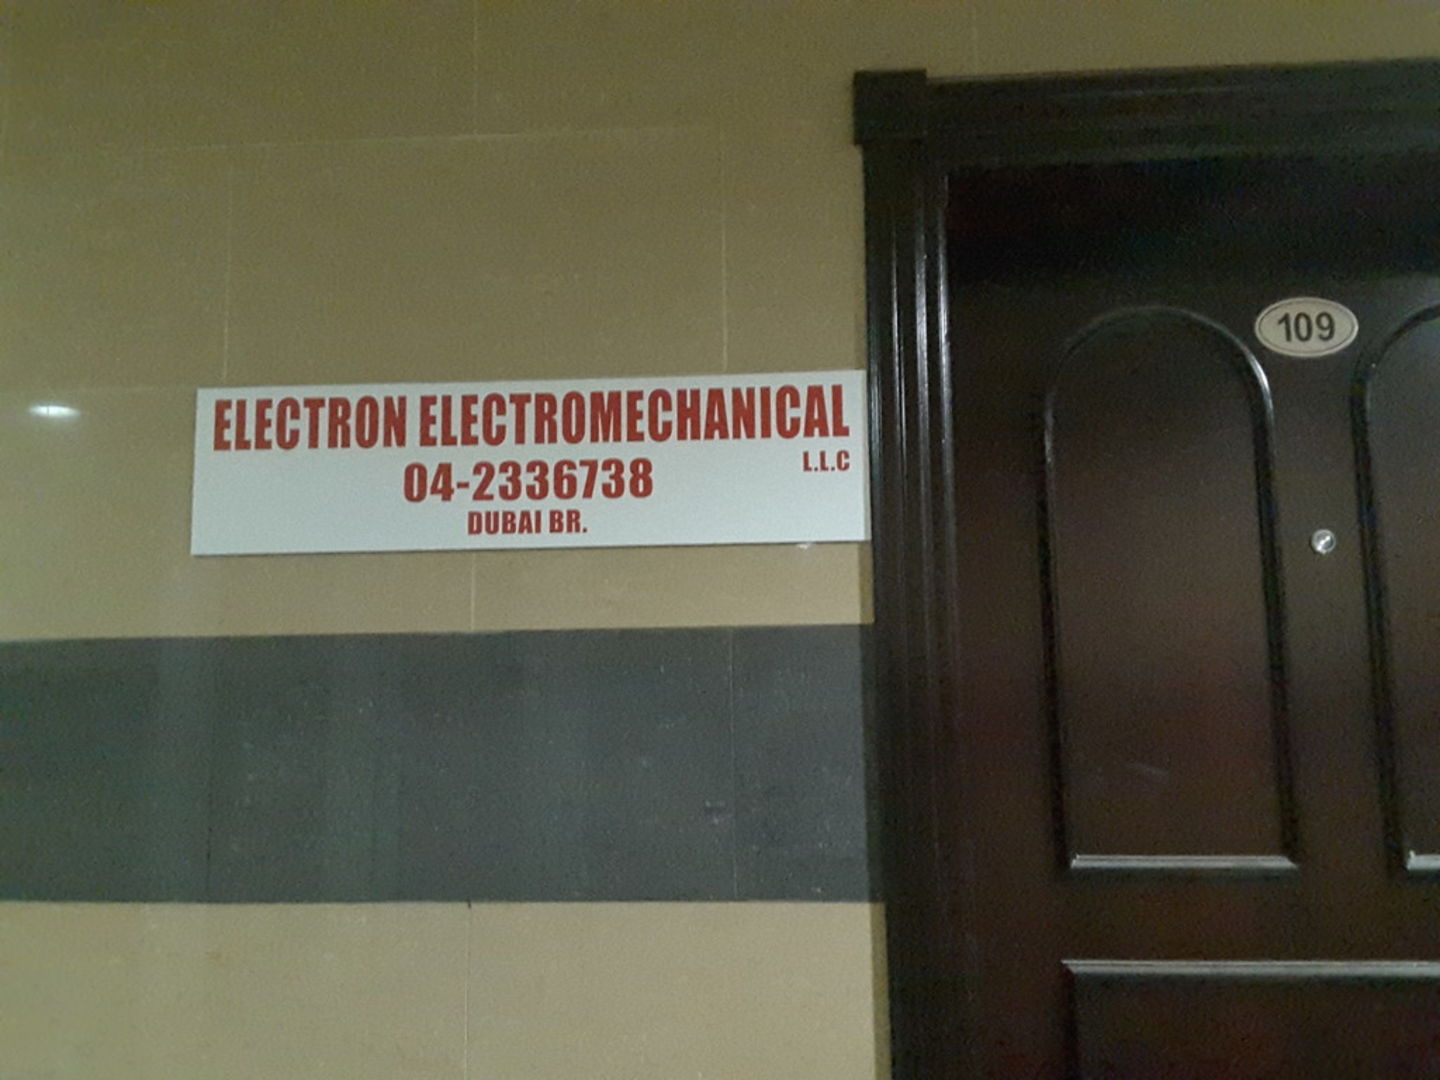 ELECTRON ELECTROMECHANICAL
L.L.C
04-2336738
DUBAI BR.
109